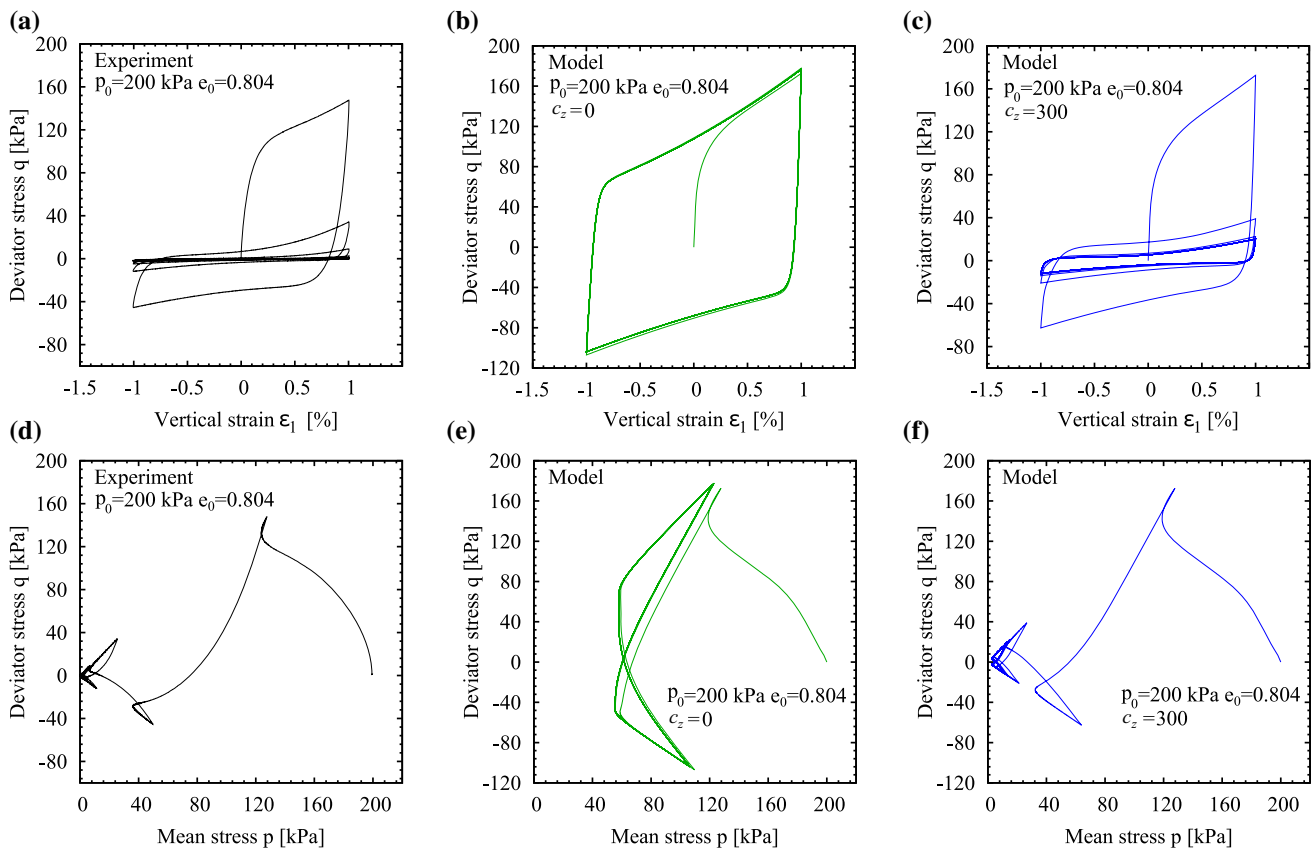 (a)
200
160
120
80
40
0
-40
-80
-1.5
-1
-0.5
0
0.5
1
Deviator stress q [kPa]
Vertical strain ε1 [%]
Experiment
p0=200 kPa e0=0.804
(b)
200
160
120
80
40
0
-40
-80
-120
-1.5
-1
-0.5
0
0.5
1
Deviator stress q [kPa]
Vertical strain ε1 [%]
Model
p0=200 kPa e0=0.804
cz=0
(c)
200
160
120
80
40
0
-40
-80
-1.5
-1
-0.5
0
0.5
1
Deviator stress q [kPa]
Vertical strain ε1 [%]
Model
p0=200 kPa e0=0.804
cz=300
(d)
200
160
120
80
40
0
-40
-80
0
40
80
120
160
200
Deviator stress q [kPa]
Mean stress p [kPa]
Experiment
p0=200 kPa e0=0.804
(e)
200
160
120
80
40
0
-40
-80
-120
0
40
80
120
160
200
Deviator stress q [kPa]
Mean stress p [kPa]
Model
p0=200 kPa e0=0.804
cz=0
(f)
200
160
120
80
40
0
-40
-80
-120
0
40
80
120
160
200
Deviator stress q [kPa]
Mean stress p [kPa]
Model
p0=200 kPa e0=0.804
cz=300